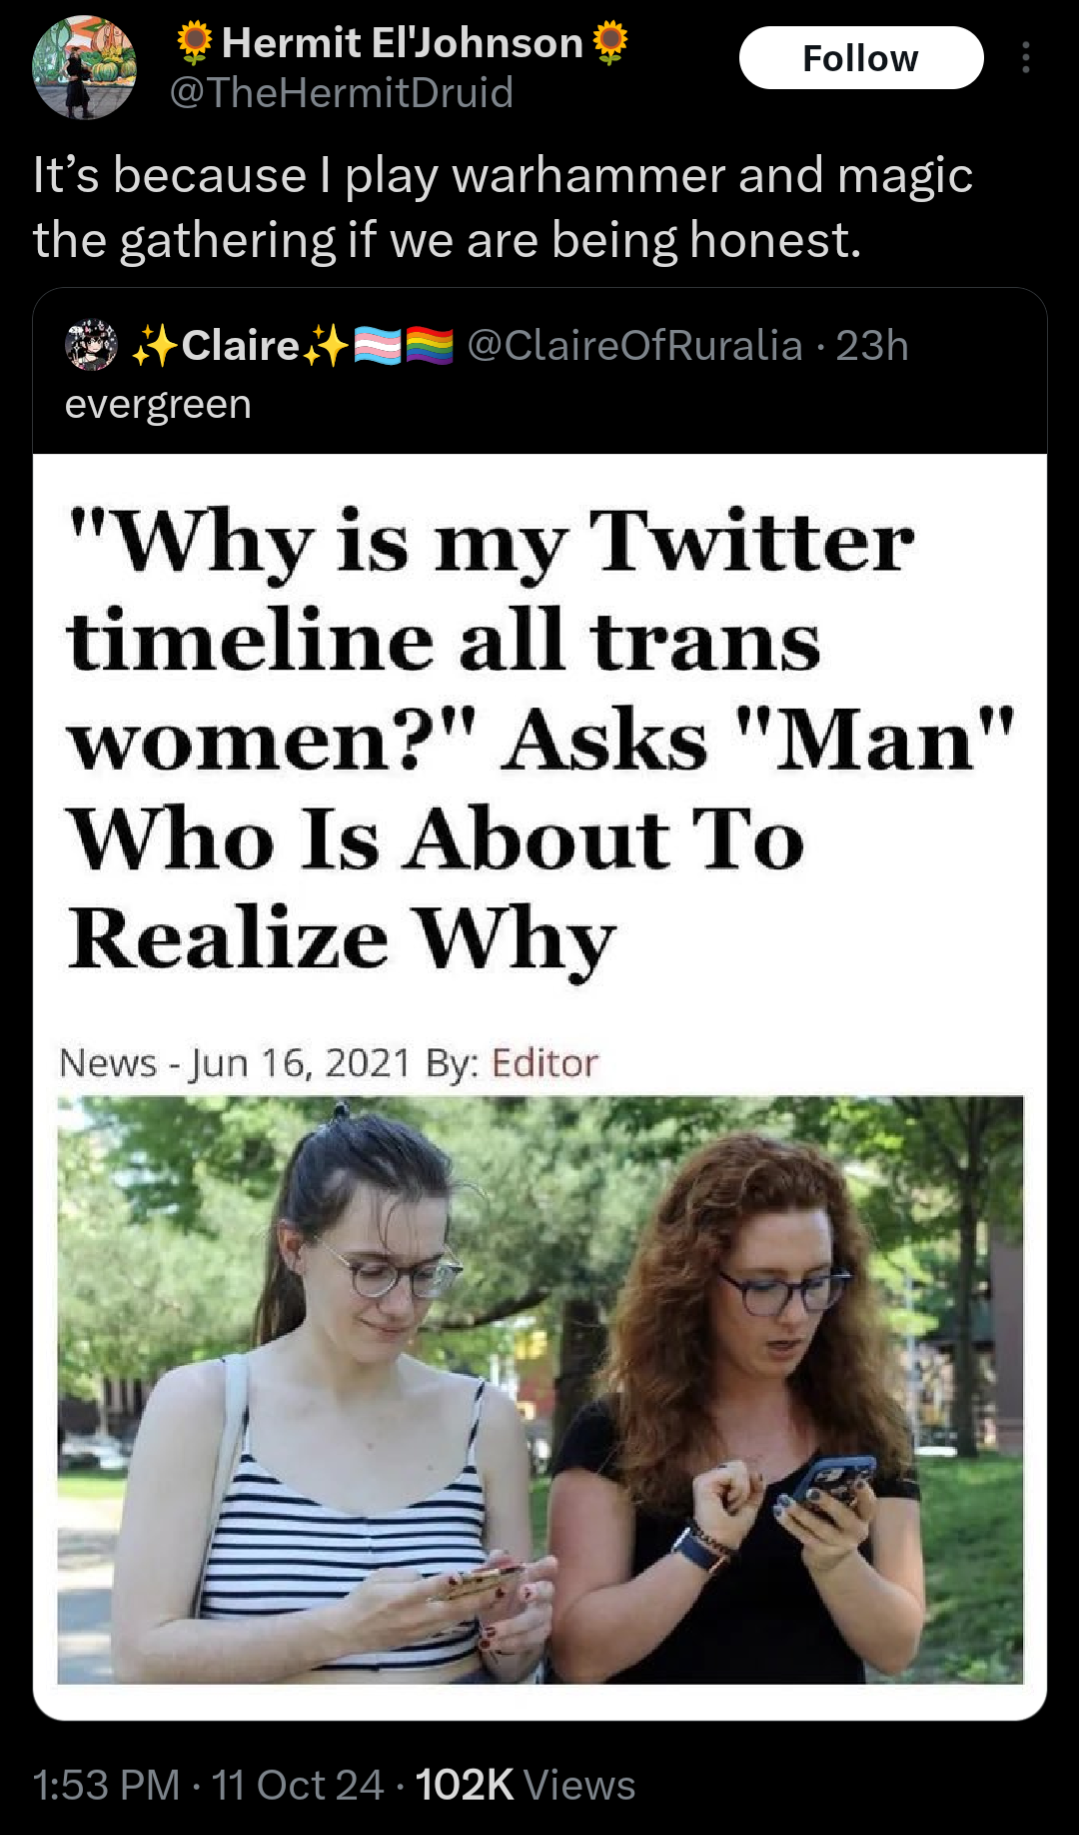 🌻Hermit El'Johnson🌻
@TheHermitDruid
Follow
It’s because I play warhammer and magic
the gathering if we are being honest.
✨Claire✨🏳️‍⚧️🏳️‍🌈 @ClaireOfRuralia · 23h
evergreen
"Why is my Twitter
timeline all trans
women?" Asks "Man"
Who Is About To
Realize Why
News - Jun 16, 2021 By: Editor
1:53 PM · 11 Oct 24 · 102K Views